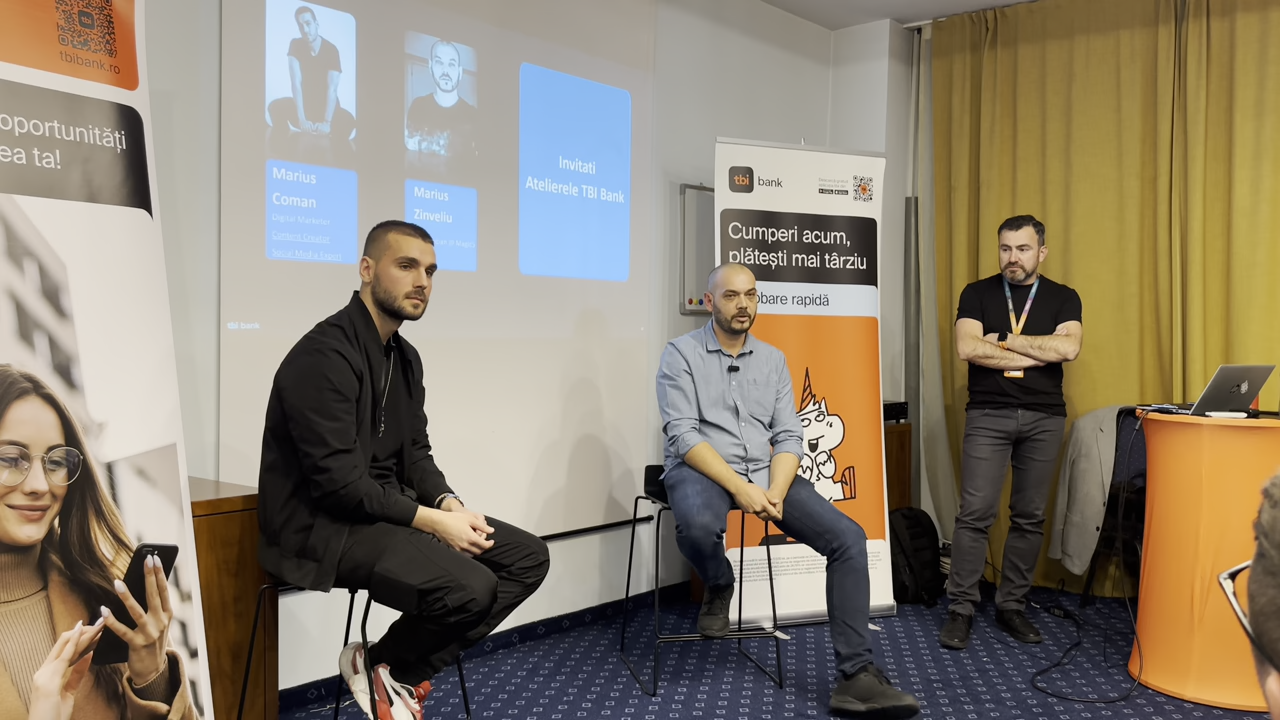 tbi
tbibank.ro
oportunități
ea ta!
Marius
Coman
Digital Marketer
Content Creator
Social Media Expert
Marius
Zinveliu
Invitati
Atelierele TBI Bank
tbi bank
tbi bank
Cumperi acum,
plătești mai târziu
obare rapidă